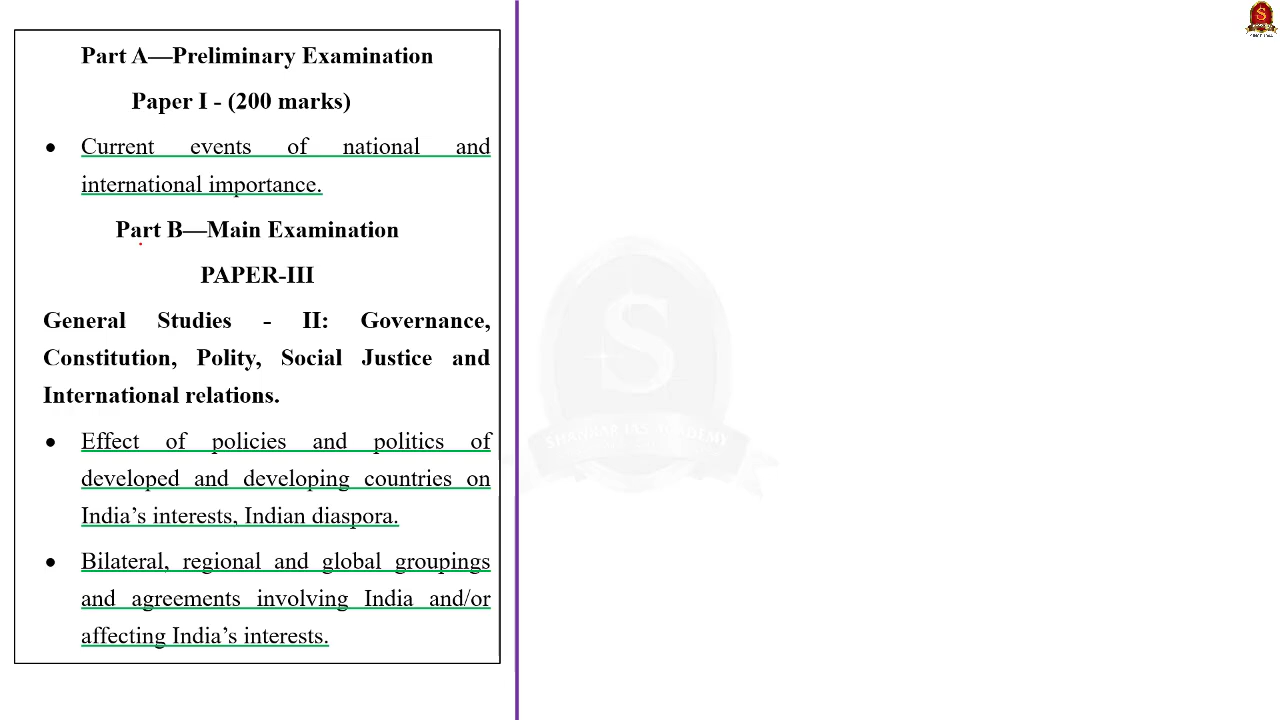 Part A—Preliminary Examination
Paper I - (200 marks)
● Current events of national and
international importance.
Part B—Main Examination
PAPER-III
General Studies - II: Governance,
Constitution, Polity, Social Justice and
International relations.
● Effect of policies and politics of
developed and developing countries on
India’s interests, Indian diaspora.
● Bilateral, regional and global groupings
and agreements involving India and/or
affecting India’s interests.
S
SHANKAR IAS ACADEMY
S